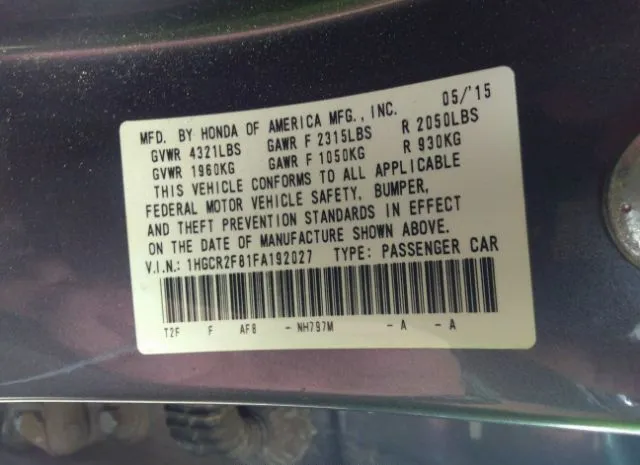 MFD. BY HONDA OF AMERICA MFG., INC. 05/'15
GVWR 4321LBS GAWR F 2315LBS R 2050LBS
GVWR 1960KG GAWR F 1050KG R 930KG
THIS VEHICLE CONFORMS TO ALL APPLICABLE
FEDERAL MOTOR VEHICLE SAFETY, BUMPER,
AND THEFT PREVENTION STANDARDS IN EFFECT
ON THE DATE OF MANUFACTURE SHOWN ABOVE.
V.I.N.: 1HGCR2F81FA192027 TYPE: PASSENGER CAR
T2F F AF8 - NH797M - A - A